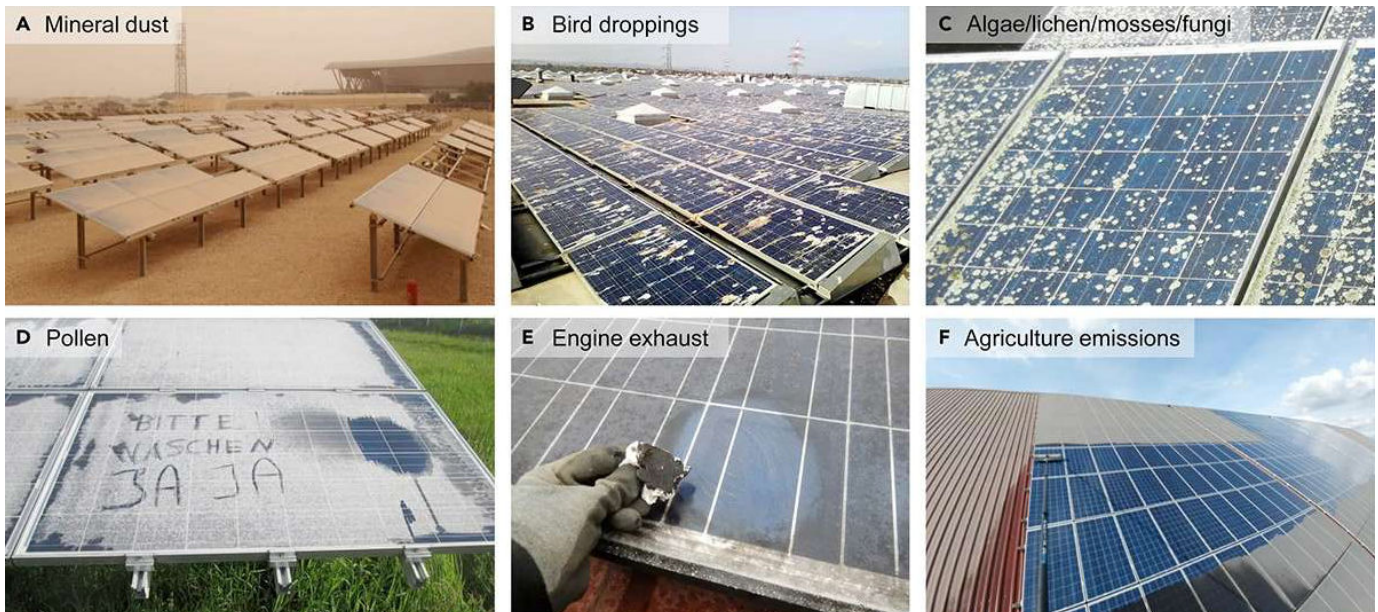 A Mineral dust
B Bird droppings
C Algae/lichen/mosses/fungi
D Pollen
BITTE !
WASCHEN
JA JA
E Engine exhaust
F Agriculture emissions